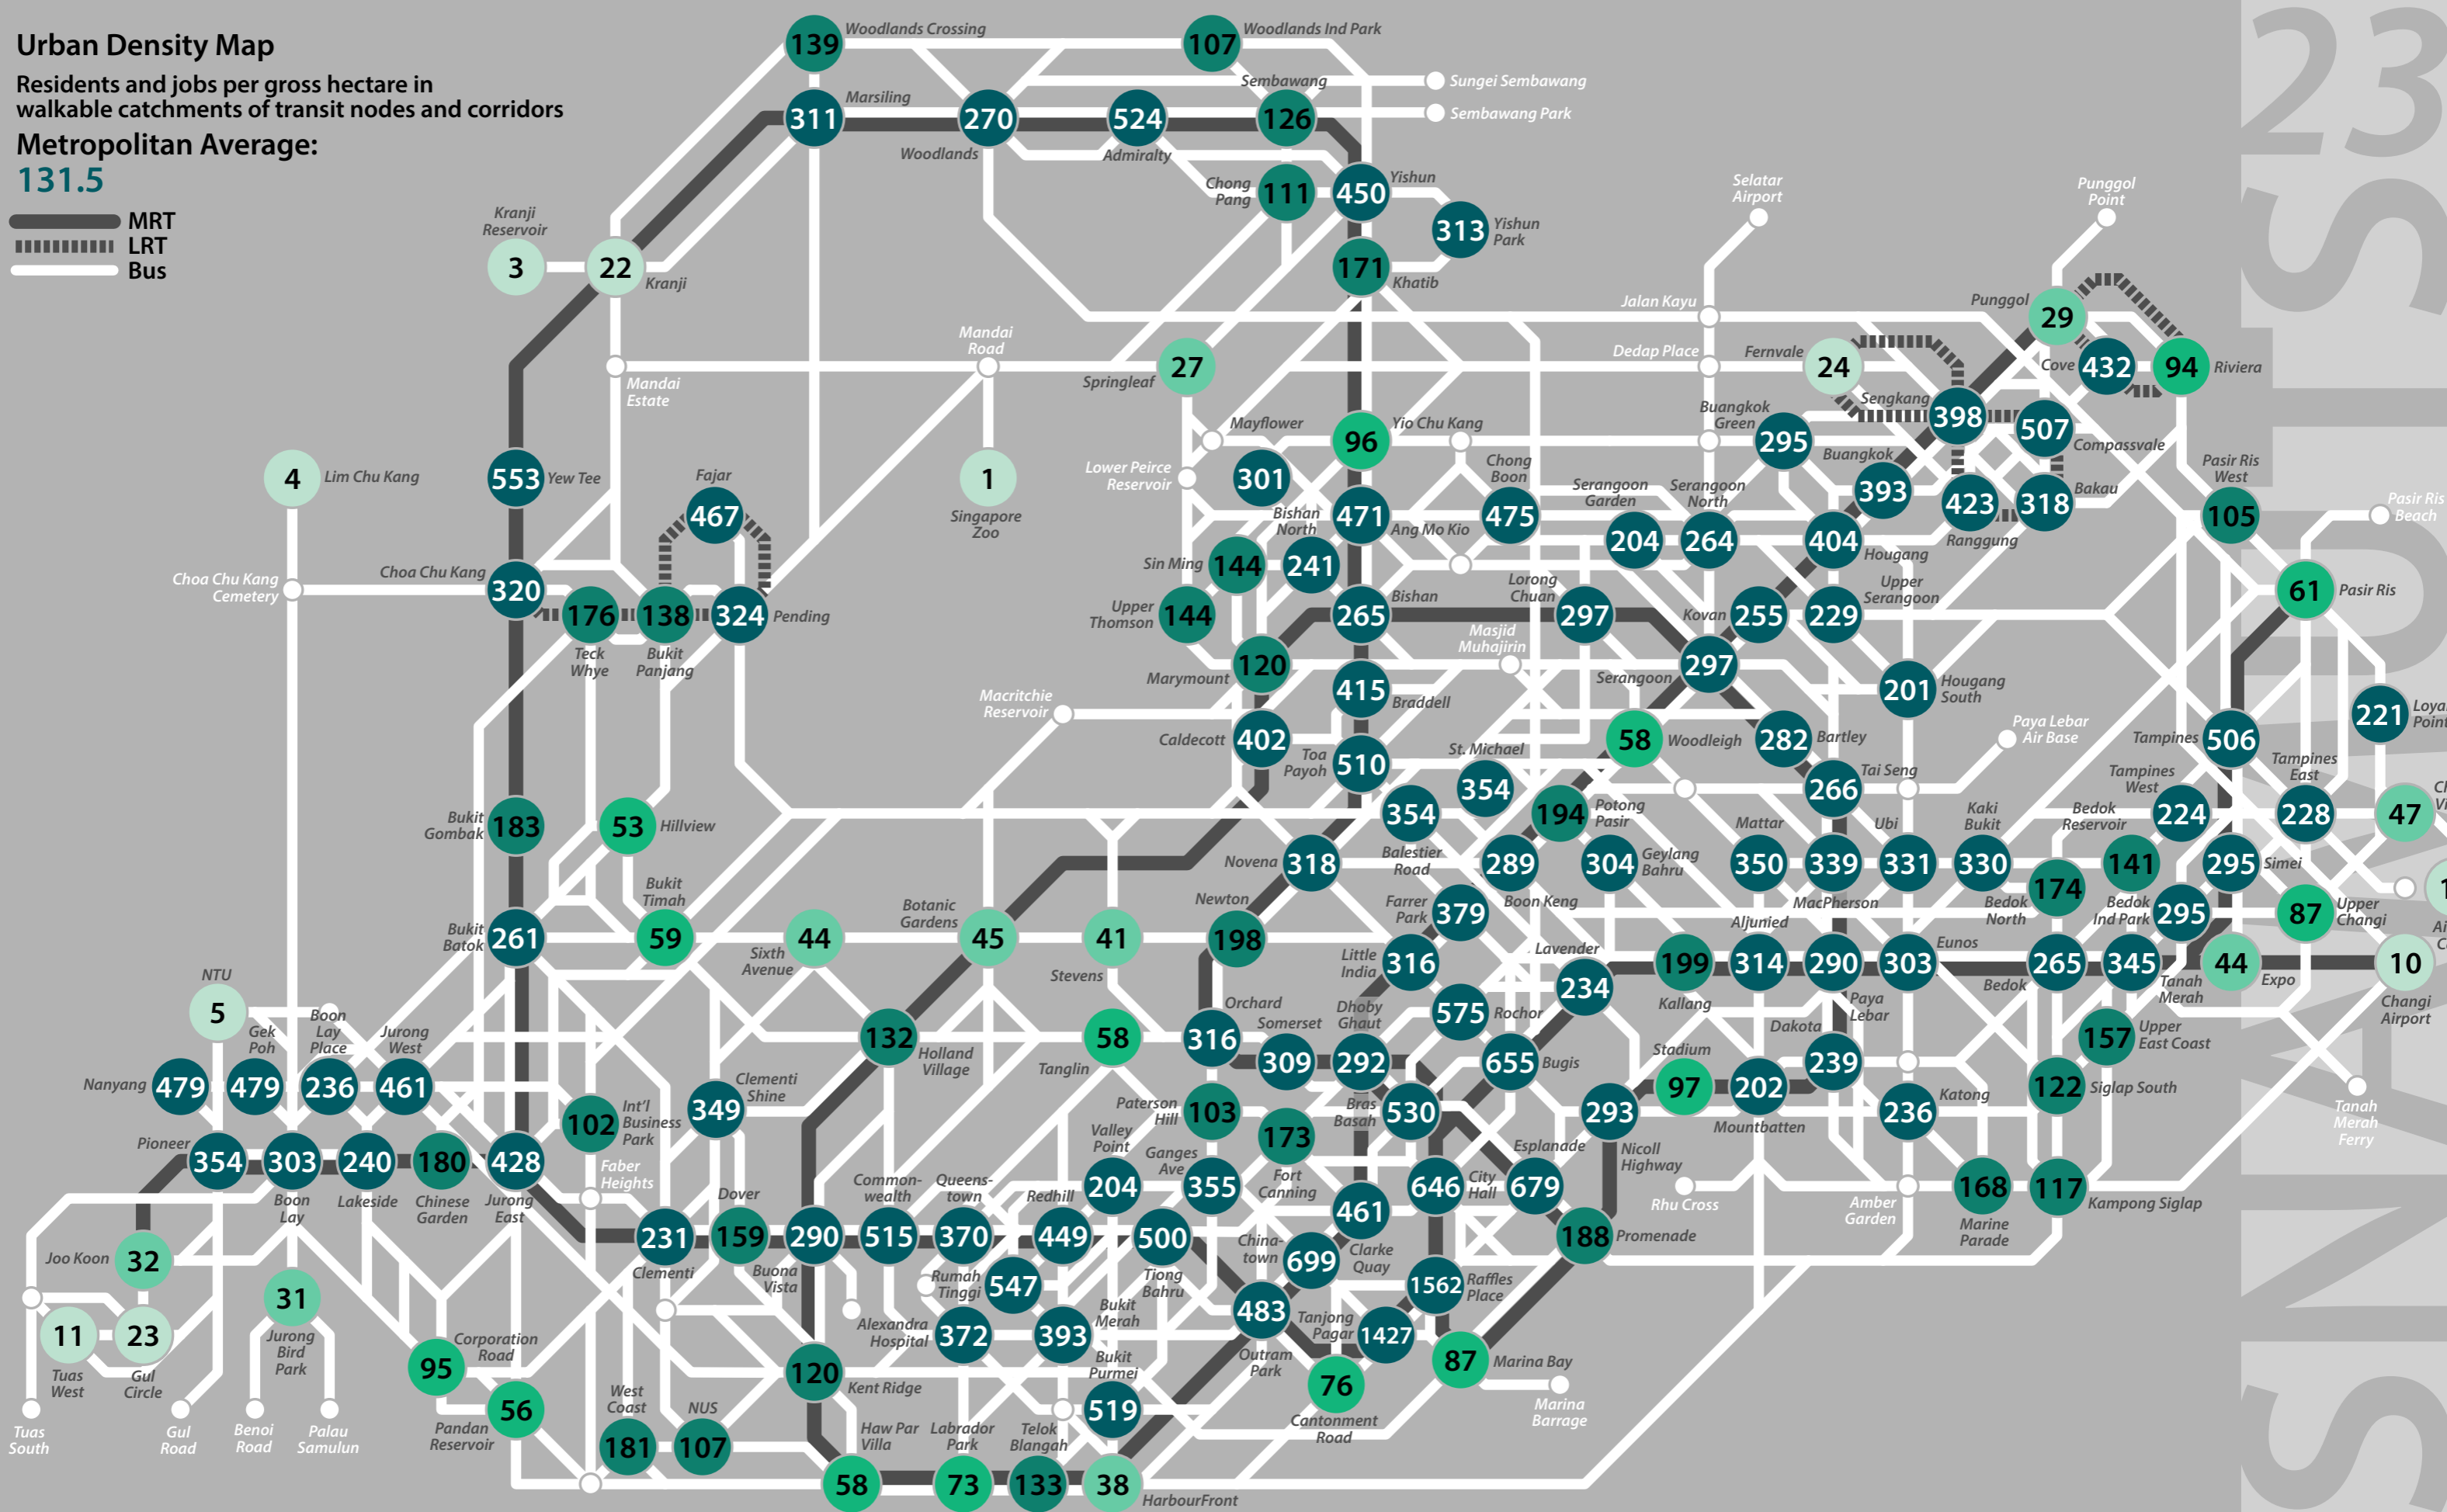 Urban Density Map
Residents and jobs per gross hectare in
walkable catchments of transit nodes and corridors
Metropolitan Average:
131.5
MRT
LRT
Bus
23
STANDARDS
139
Woodlands Crossing
107
Woodlands Ind Park
Sungei Sembawang
Sembawang
126
Sembawang Park
311
Marsiling
270
Woodlands
524
Admiralty
Chong
Pang
111
450
Yishun
313
Yishun
Park
171
Khatib
Kranji
Reservoir
3
22
Kranji
Selatar
Airport
Punggol
Point
Jalan Kayu
Punggol
29
Mandai
Estate
Mandai
Road
27
Springleaf
Dedap Place
Fernvale
24
Cove
432
94
Riviera
Sengkang
398
507
Compassvale
Mayflower
96
Yio Chu Kang
Buangkok
Green
295
Buangkok
393
423
Ranggung
318
Bakau
Pasir Ris
West
105
Pasir Ris
Beach
4
Lim Chu Kang
553
Yew Tee
Fajar
467
1
Singapore
Zoo
Lower Peirce
Reservoir
301
Bishan
North
241
471
Ang Mo Kio
Chong
Boon
475
Serangoon
Garden
204
Serangoon
North
264
404
Hougang
Choa Chu Kang
Cemetery
Choa Chu Kang
320
176
Teck
Whye
138
Bukit
Panjang
324
Pending
Sin Ming
144
Upper
Thomson
144
265
Bishan
Lorong
Chuan
297
Kovan
255
Upper
Serangoon
229
61
Pasir Ris
Marymount
120
Masjid
Muhajirin
Serangoon
297
201
Hougang
South
415
Braddell
Macritchie
Reservoir
Caldecott
402
Toa
Payoh
510
St. Michael
354
58
Woodleigh
282
Bartley
Paya Lebar
Air Base
Tampines
506
221
Bukit
Gombak
183
53
Hillview
354
Balestier
Road
194
Potong
Pasir
Tai Seng
266
Tampines
West
224
Tampines
East
228
47
Novena
318
289
Boon Keng
304
Geylang
Bahru
Mattar
350
339
MacPherson
Ubi
331
Kaki
Bukit
330
Bedok
Reservoir
141
174
Bedok
North
295
Simei
Bedok
Ind Park
295
87
Upper
Changi
Bukit
Batok
261
Bukit
Timah
59
Sixth
Avenue
44
Botanic
Gardens
45
41
Stevens
Newton
198
Farrer
Park
379
Little
India
316
Lavender
234
199
Kallang
Aljunied
314
290
Paya
Lebar
303
Eunos
265
Bedok
345
Tanah
Merah
44
Expo
10
Changi
Airport
NTU
5
132
Holland
Village
58
Tanglin
Orchard
316
Somerset
309
Dhoby
Ghaut
292
575
Rochor
655
Bugis
Stadium
97
202
Mountbatten
Dakota
239
157
Upper
East Coast
122
Siglap South
Tanah
Merah
Ferry
Nanyang
479
Gek
Poh
479
Boon
Lay
Place
236
Jurong
West
461
102
Int'l
Business
Park
349
Clementi
Shine
Paterson
Hill
103
173
Fort
Canning
Bras
Basah
530
293
Nicoll
Highway
236
Katong
Pioneer
354
303
Boon
Lay
240
Lakeside
180
Chinese
Garden
428
Jurong
East
Faber
Heights
Valley
Point
204
Ganges
Ave
355
646
City
Hall
Esplanade
679
Rhu Cross
Amber
Garden
168
Marine
Parade
117
Kampong Siglap
231
Clementi
Dover
159
290
Buona
Vista
Common-
wealth
515
Queens-
town
370
Redhill
449
500
Tiong
Bahru
461
Clarke
Quay
188
Promenade
Joo Koon
32
31
Jurong
Bird
Park
Rumah
Tinggi
547
China-
town
699
1562
Raffles
Place
11
Tuas
West
23
Gul
Circle
Alexandra
Hospital
372
393
Bukit
Merah
483
Outram
Park
Tanjong
Pagar
1427
95
Corporation
Road
120
Kent Ridge
76
Cantonment
Road
87
Marina Bay
Marina
Barrage
Tuas
South
Gul
Road
Benoi
Road
Palau
Samulun
56
Pandan
Reservoir
West
Coast
181
NUS
107
Bukit
Purmei
519
Haw Par
Villa
58
Labrador
Park
73
Telok
Blangah
133
38
HarbourFront